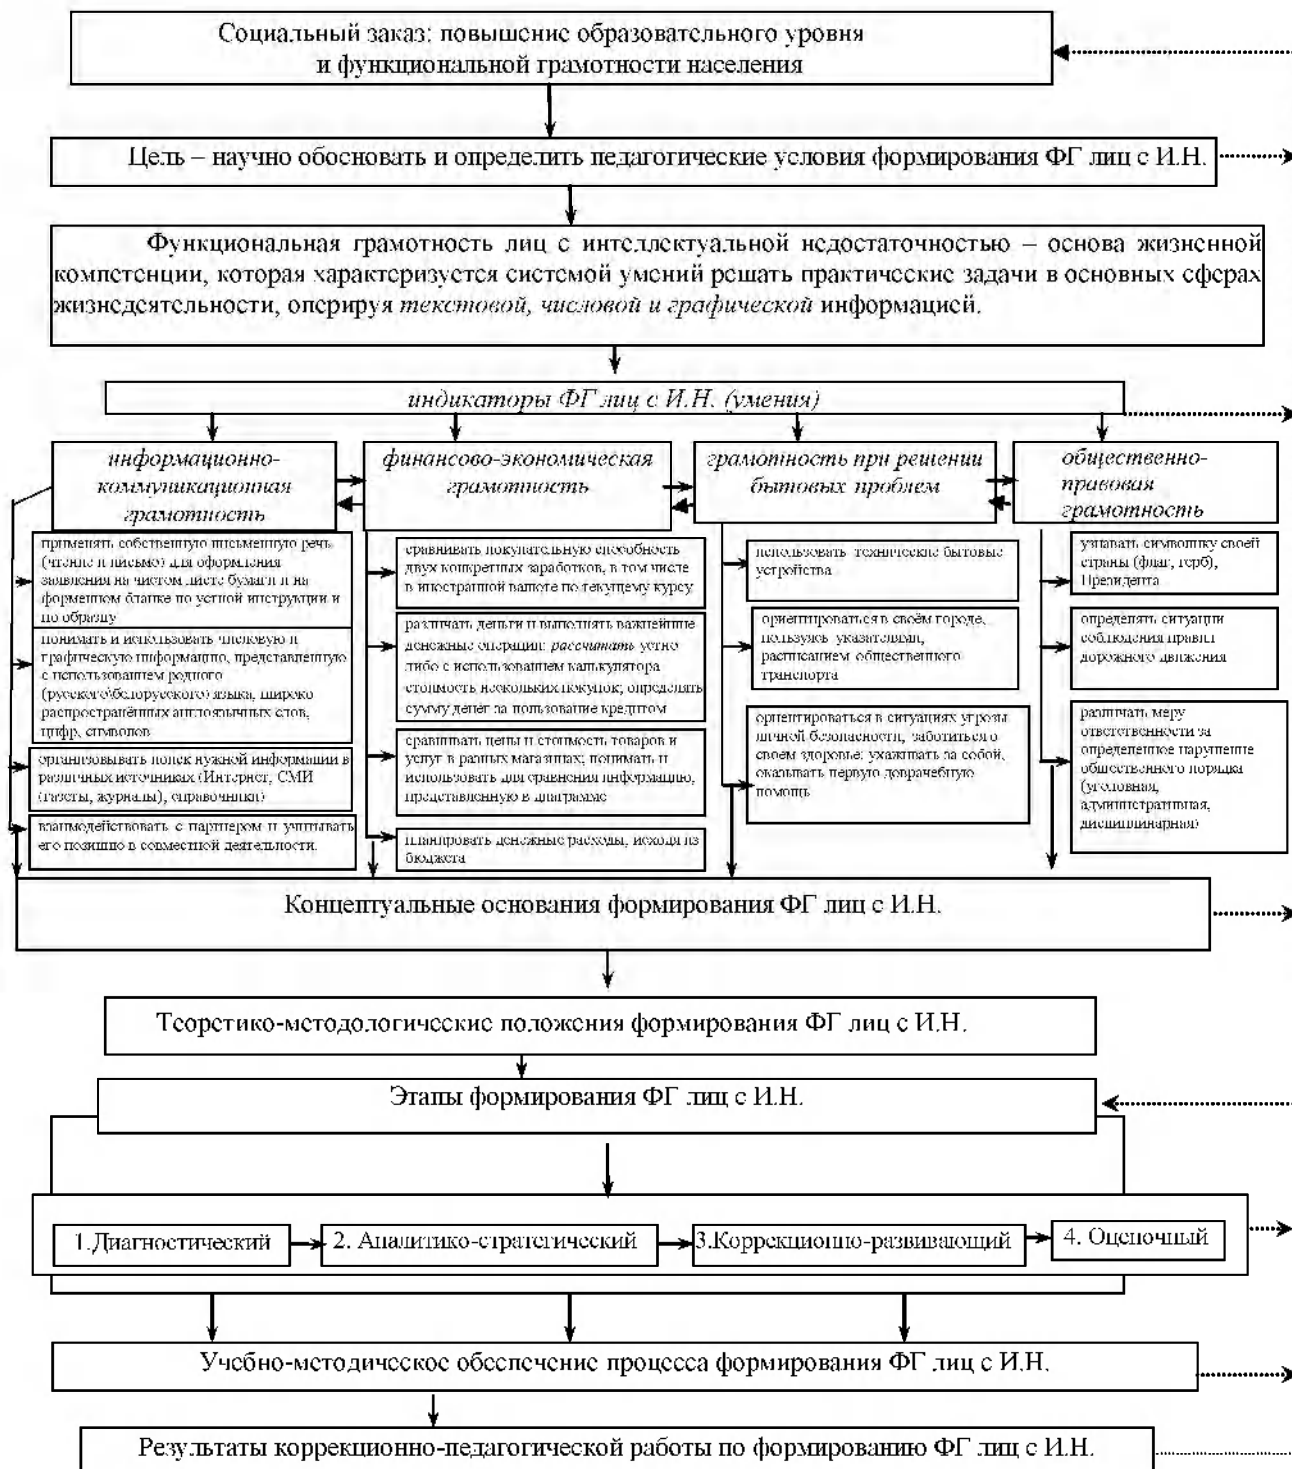 Социальный заказ: повышение образовательного уровня
и функциональной грамотности населения
Цель – научно обосновать и определить педагогические условия формирования ФГ лиц с И.Н.
Функциональная грамотность лиц с интеллектуальной недостаточностью – основа жизненной
компетенции, которая характеризуется системой умений решать практические задачи в основных сферах
жизнедеятельности, оперируя текстовой, числовой и графической информацией.
индикаторы ФГ лиц с И.Н. (умения)
информационно-
коммуникационная
грамотность
финансово-экономическая
грамотность
грамотность при решении
бытовых проблем
общественно-
правовая
грамотность
применять собственную письменную речь
(чтение и письмо) для оформления
заявления на чистом листе бумаги и на
форменном бланке по устной инструкции и
по образцу
понимать и использовать числовую и
графическую информацию, представленную
с использованием родного
(русского\белорусского) языка, широко
распространённых англоязычных слов,
цифр, символов
организовывать поиск нужной информации в
различных источниках (Интернет, СМИ
(газеты, журналы), справочники)
взаимодействовать с партнером и учитывать
его позицию в совместной деятельности.
сравнивать покупательную способность
двух конкретных заработков, в том числе
в иностранной валюте по текущему курсу
различать деньги и выполнять важнейшие
денежные операции: рассчитать устно
либо с использованием калькулятора
стоимость нескольких покупок; определять
сумму денег за пользование кредитом
сравнивать цены и стоимость товаров и
услуг в разных магазинах; понимать и
использовать для сравнения информацию,
представленную в диаграмме
планировать денежные расходы, исходя из
бюджета
использовать технические бытовые
устройства
ориентироваться в своём городе,
пользуясь указателями,
расписанием общественного
транспорта
ориентироваться в ситуациях угрозы
личной безопасности, заботиться о
своем здоровье: ухаживать за собой,
оказывать первую доврачебную
помощь
узнавать символику своей
страны (флаг, герб),
Президента
определять ситуации
соблюдения правил
дорожного движения
различать меру
ответственности за
определенное нарушение
общественного порядка
(уголовная,
административная,
дисциплинарная)
Концептуальные основания формирования ФГ лиц с И.Н.
Теоретико-методологические положения формирования ФГ лиц с И.Н.
Этапы формирования ФГ лиц с И.Н.
1.Диагностический
2. Аналитико-стратегический
3.Коррекционно-развивающий
4. Оценочный
Учебно-методическое обеспечение процесса формирования ФГ лиц с И.Н.
Результаты коррекционно-педагогической работы по формированию ФГ лиц с И.Н.